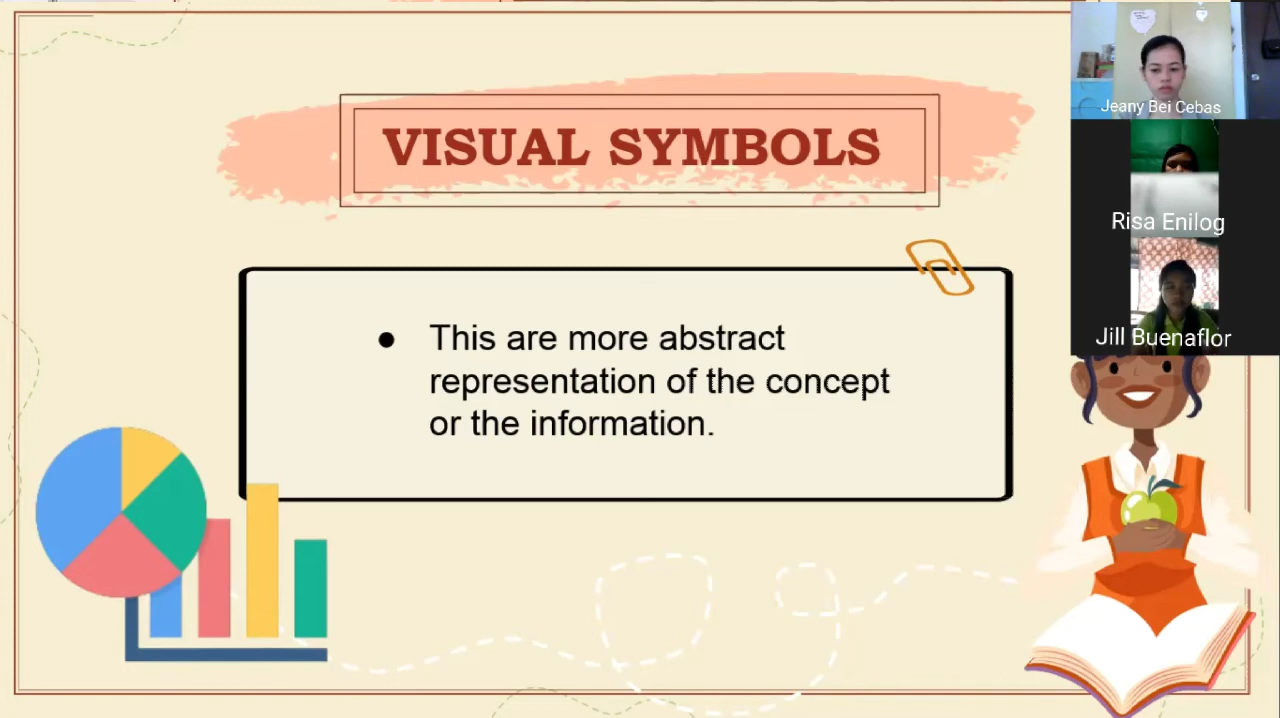 VISUAL SYMBOLS
● This are more abstract
representation of the concept
or the information.
Jeany Bei Cebas
Risa Enilog
Jill Buenaflor